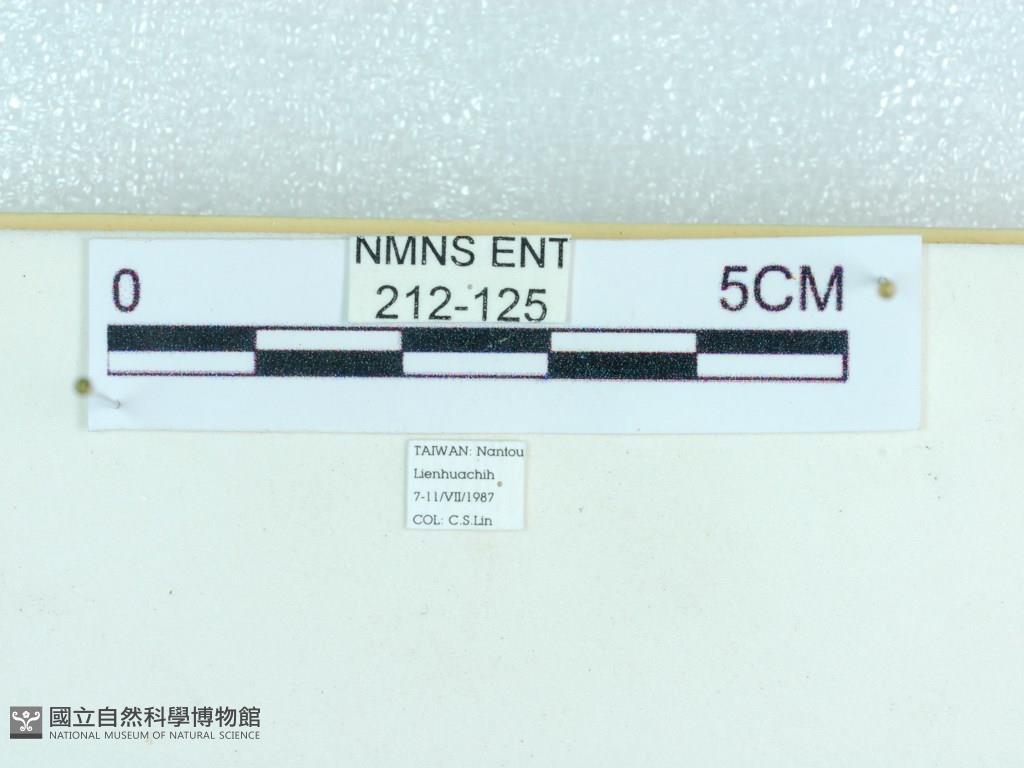 NMNS ENT
212-125
0
5CM
TAIWAN: Nantou
Lienhuachih
7-11/VII/1987
COL: C.S.Lin
國立自然科學博物館
NATIONAL MUSEUM OF NATURAL SCIENCE